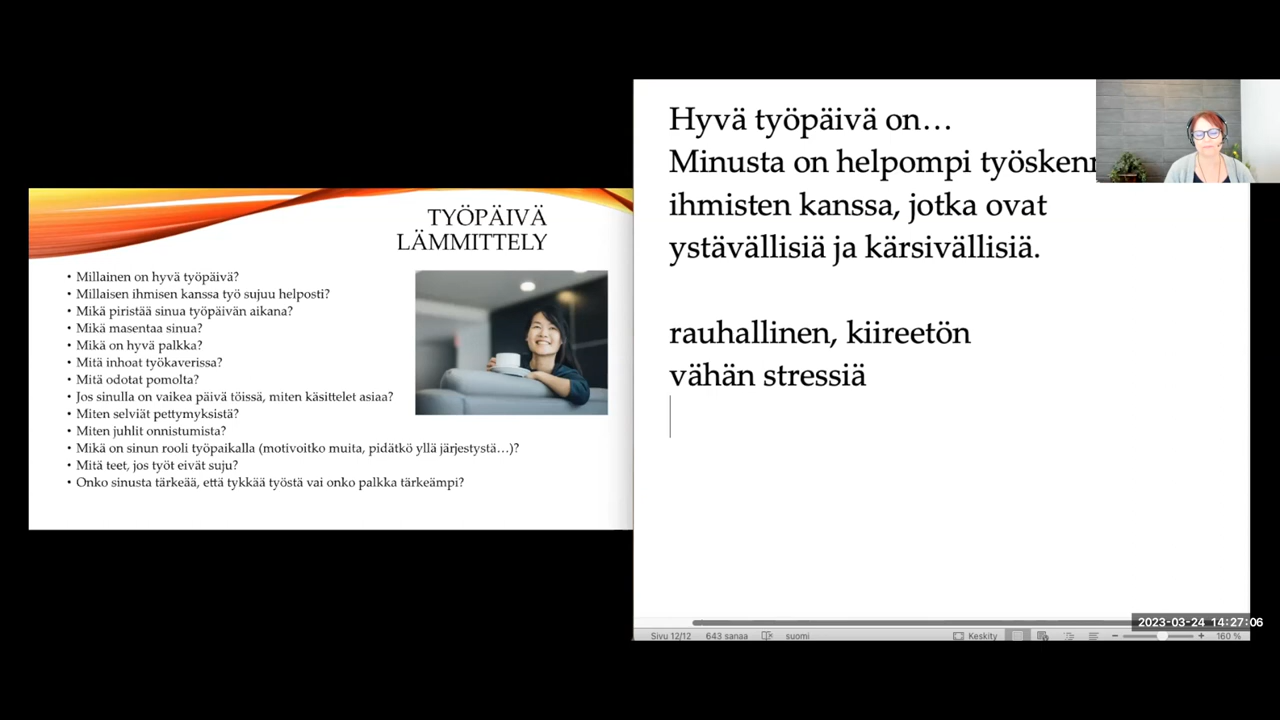 TYÖPÄIVÄ
LÄMMITTELY
• Millainen on hyvä työpäivä?
• Millaisen ihmisen kanssa työ sujuu helposti?
• Mikä piristää sinua työpäivän aikana?
• Mikä masentaa sinua?
• Mikä on hyvä palkka?
• Mitä inhoat työkaverissa?
• Mitä odotat pomolta?
• Jos sinulla on vaikea päivä töissä, miten käsittelet asiaa?
• Miten selviät pettymyksistä?
• Miten juhlit onnistumista?
• Mikä on sinun rooli työpaikalla (motivoitko muita, pidätkö yllä järjestystä…)?
• Mitä teet, jos työt eivät suju?
• Onko sinusta tärkeää, että tykkää työstä vai onko palkka tärkeämpi?
Hyvä työpäivä on…
Minusta on helpompi
ihmisten kanssa, jotka ovat
ystävällisiä ja kärsivällisiä.
rauhallinen, kiireetön
vähän stressiä
2023-03-24 14:27:06
Sivu 12/12 643 sanaa suomi Keskity 160 %